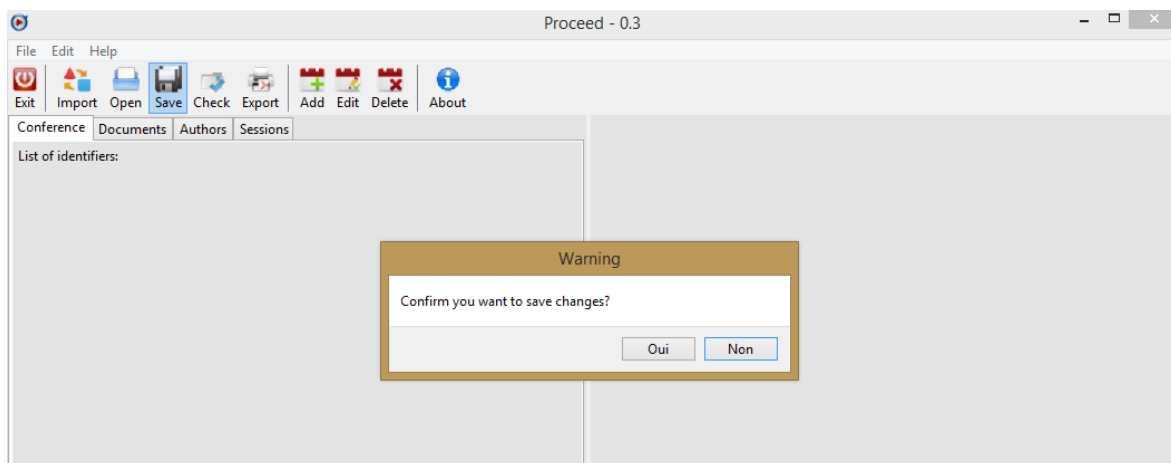 Proceed - 0.3
File Edit Help
Exit Import Open Save Check Export Add Edit Delete About
Conference Documents Authors Sessions
List of identifiers:
Warning
Confirm you want to save changes?
Oui Non